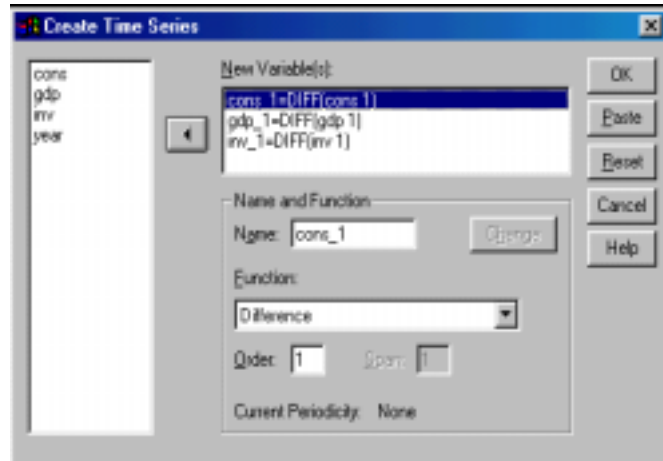 Create Time Series
cons
gdp
inv
year
New Variable(s):
cons_1=DIFF(cons 1)
gdp_1=DIFF(gdp 1)
inv_1=DIFF(inv 1)
OK
Paste
Reset
Cancel
Help
Name and Function
Name: cons_1
Change
Function:
Difference
Order: 1 Span: 1
Current Periodicity: None